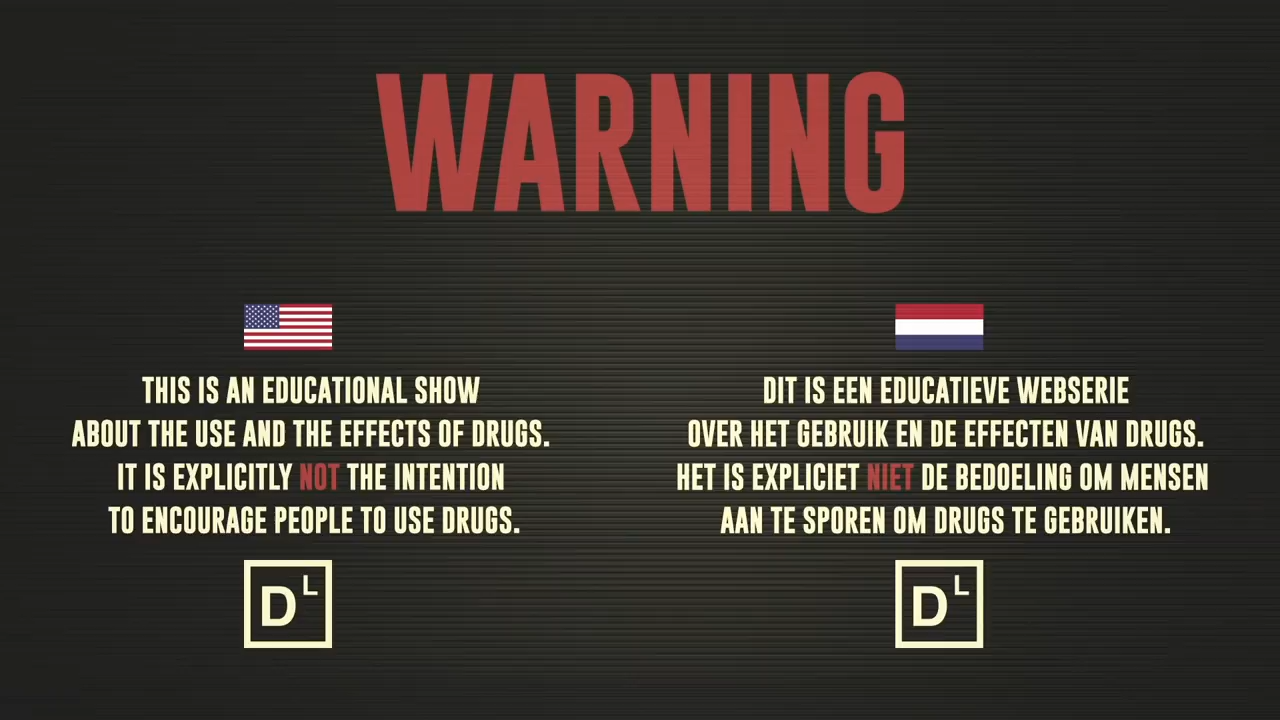 WARNING
THIS IS AN EDUCATIONAL SHOW
ABOUT THE USE AND THE EFFECTS OF DRUGS.
IT IS EXPLICITLY NOT THE INTENTION
TO ENCOURAGE PEOPLE TO USE DRUGS.
DL
DIT IS EEN EDUCATIEVE WEBSERIE
OVER HET GEBRUIK EN DE EFFECTEN VAN DRUGS.
HET IS EXPLICIET NIET DE BEDOELING OM MENSEN
AAN TE SPOREN OM DRUGS TE GEBRUIKEN.
DL